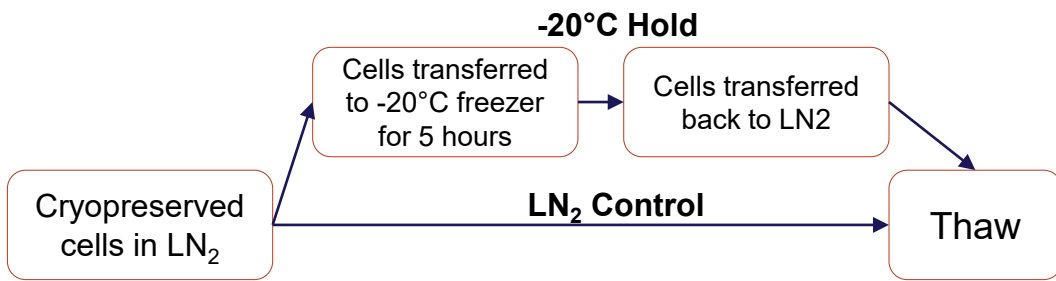 -20°C Hold
Cells transferred
to -20°C freezer
for 5 hours
Cells transferred
back to LN2
Cryopreserved
cells in LN₂
LN₂ Control
Thaw